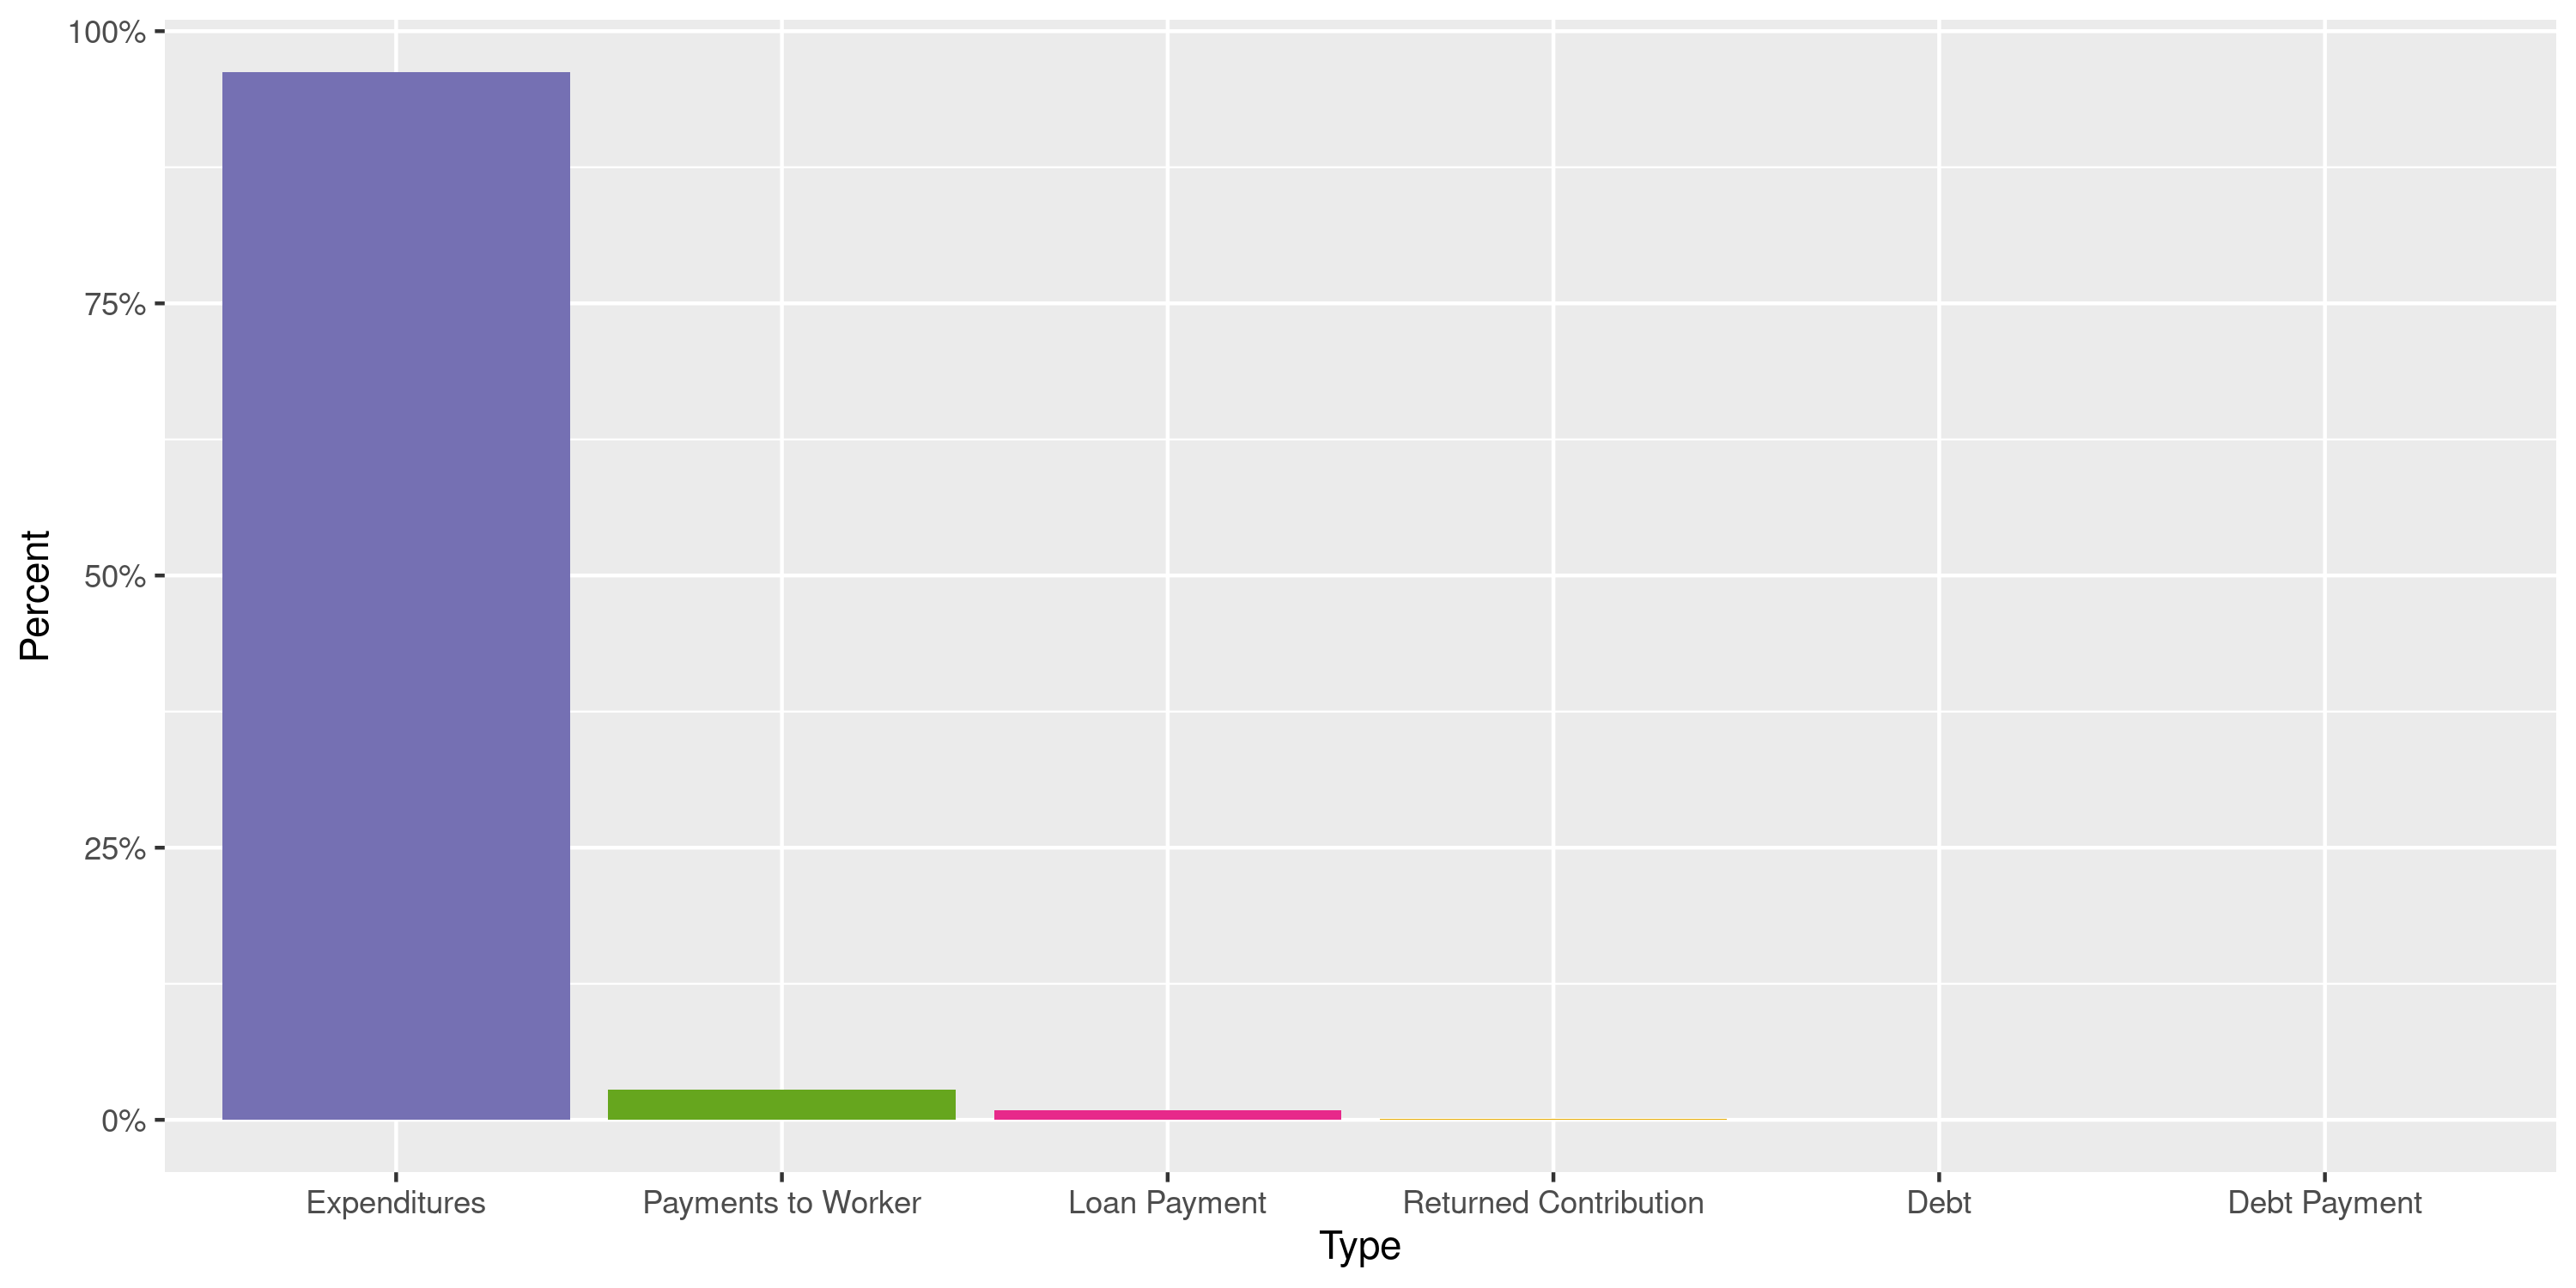 100%
75%
50%
25%
0%
Percent
Expenditures
Payments to Worker
Loan Payment
Returned Contribution
Debt
Debt Payment
Type